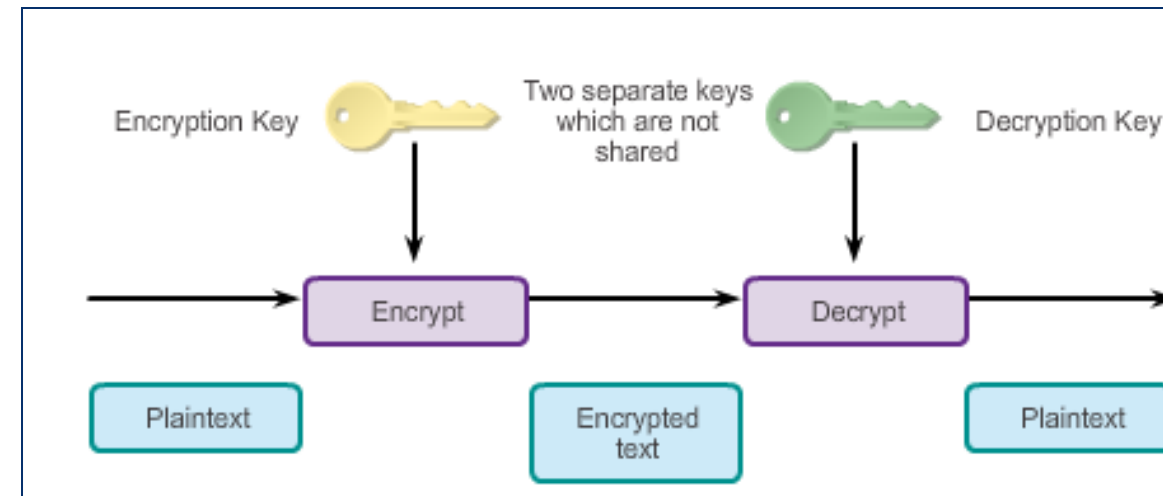 Encryption Key
Two separate keys
which are not
shared
Decryption Key
Encrypt
Decrypt
Plaintext
Encrypted
text
Plaintext